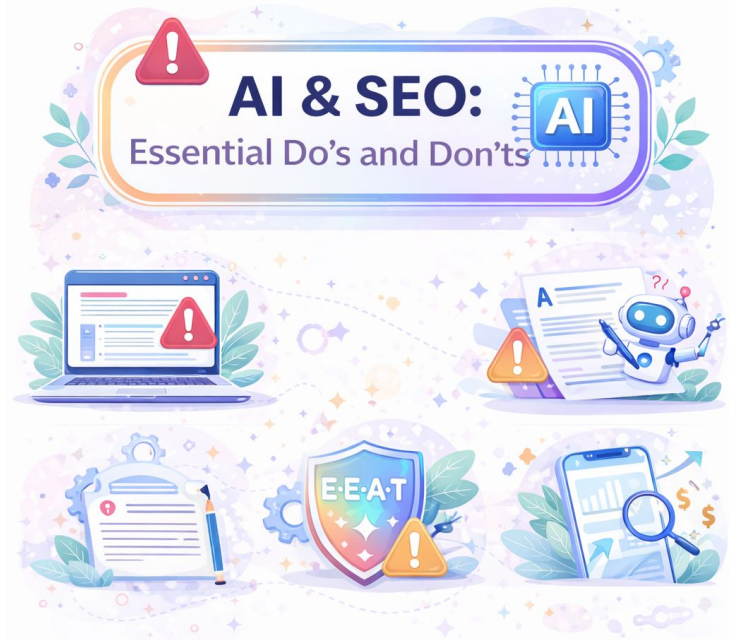 AI & SEO:
AI
Essential Do's and Don'ts
A
??
E·E·A·T
$
$